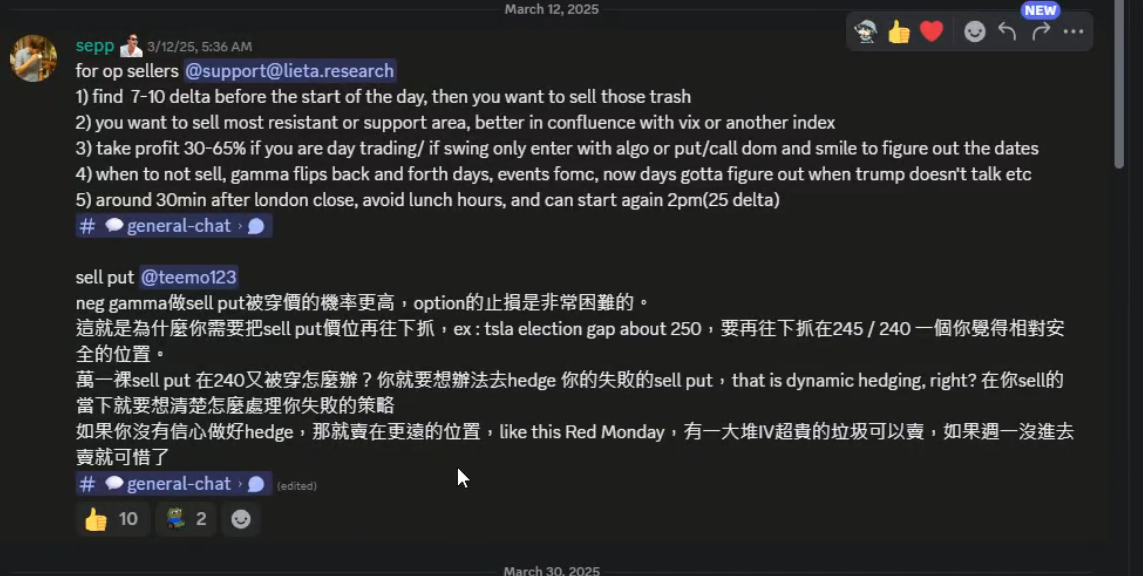 March 12, 2025
NEW
sepp 3/12/25, 5:36 AM
for op sellers @support@lieta.research
1) find 7-10 delta before the start of the day, then you want to sell those trash
2) you want to sell most resistant or support area, better in confluence with vix or another index
3) take profit 30-65% if you are day trading/ if swing only enter with algo or put/call dom and smile to figure out the dates
4) when to not sell, gamma flips back and forth days, events fomc, now days gotta figure out when trump doesn't talk etc
5) around 30min after london close, avoid lunch hours, and can start again 2pm(25 delta)
# 💬general-chat ›
sell put @teemo123
neg gamma做sell put被穿價的機率更高，option的止損是非常困難的。
這就是為什麼你需要把sell put價位再往下抓，ex : tsla election gap about 250，要再往下抓在245 / 240 一個你覺得相對安
全的位置。
萬一裸sell put 在240又被穿怎麼辦？你就要想辦法去hedge 你的失敗的sell put，that is dynamic hedging, right? 在你sell的
當下就要想清楚怎麼處理你失敗的策略
如果你沒有信心做好hedge，那就賣在更遠的位置，like this Red Monday，有一大堆IV超貴的垃圾可以賣，如果週一沒進去
賣就可惜了
# 💬general-chat › (edited)
10 2
March 30, 2025